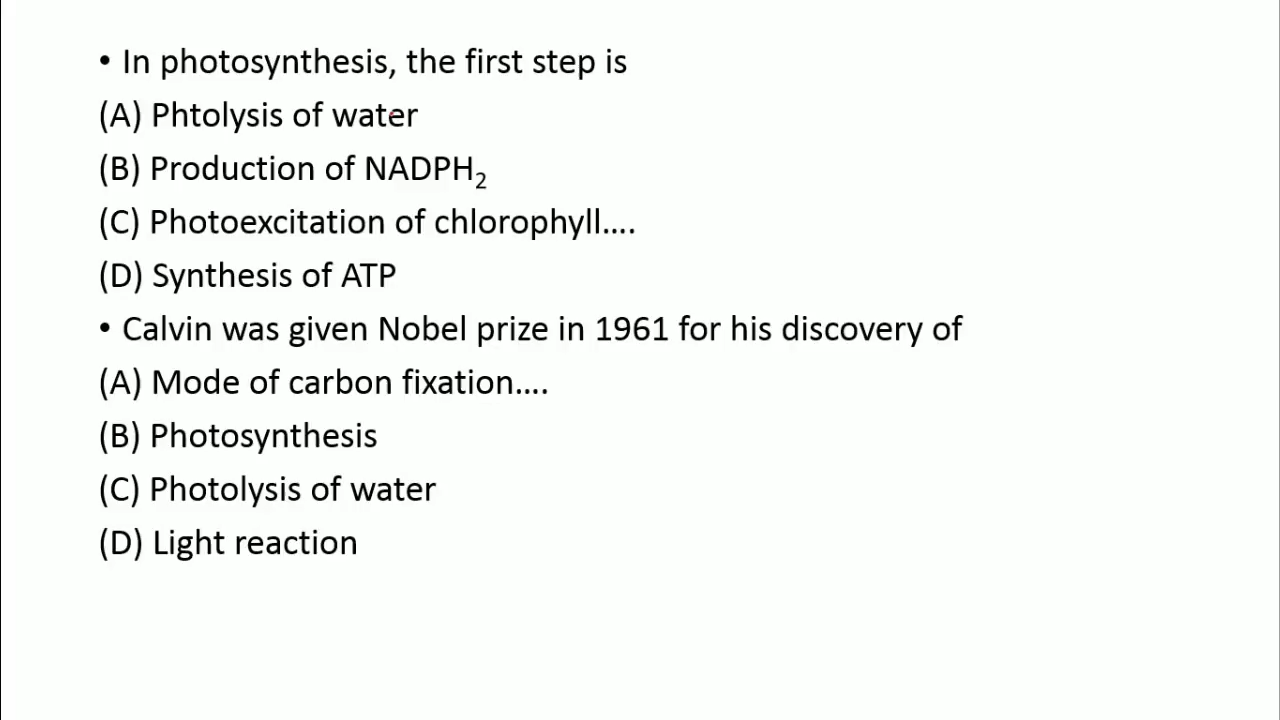 • In photosynthesis, the first step is
(A) Phtolysis of water
(B) Production of NADPH₂
(C) Photoexcitation of chlorophyll....
(D) Synthesis of ATP
• Calvin was given Nobel prize in 1961 for his discovery of
(A) Mode of carbon fixation....
(B) Photosynthesis
(C) Photolysis of water
(D) Light reaction